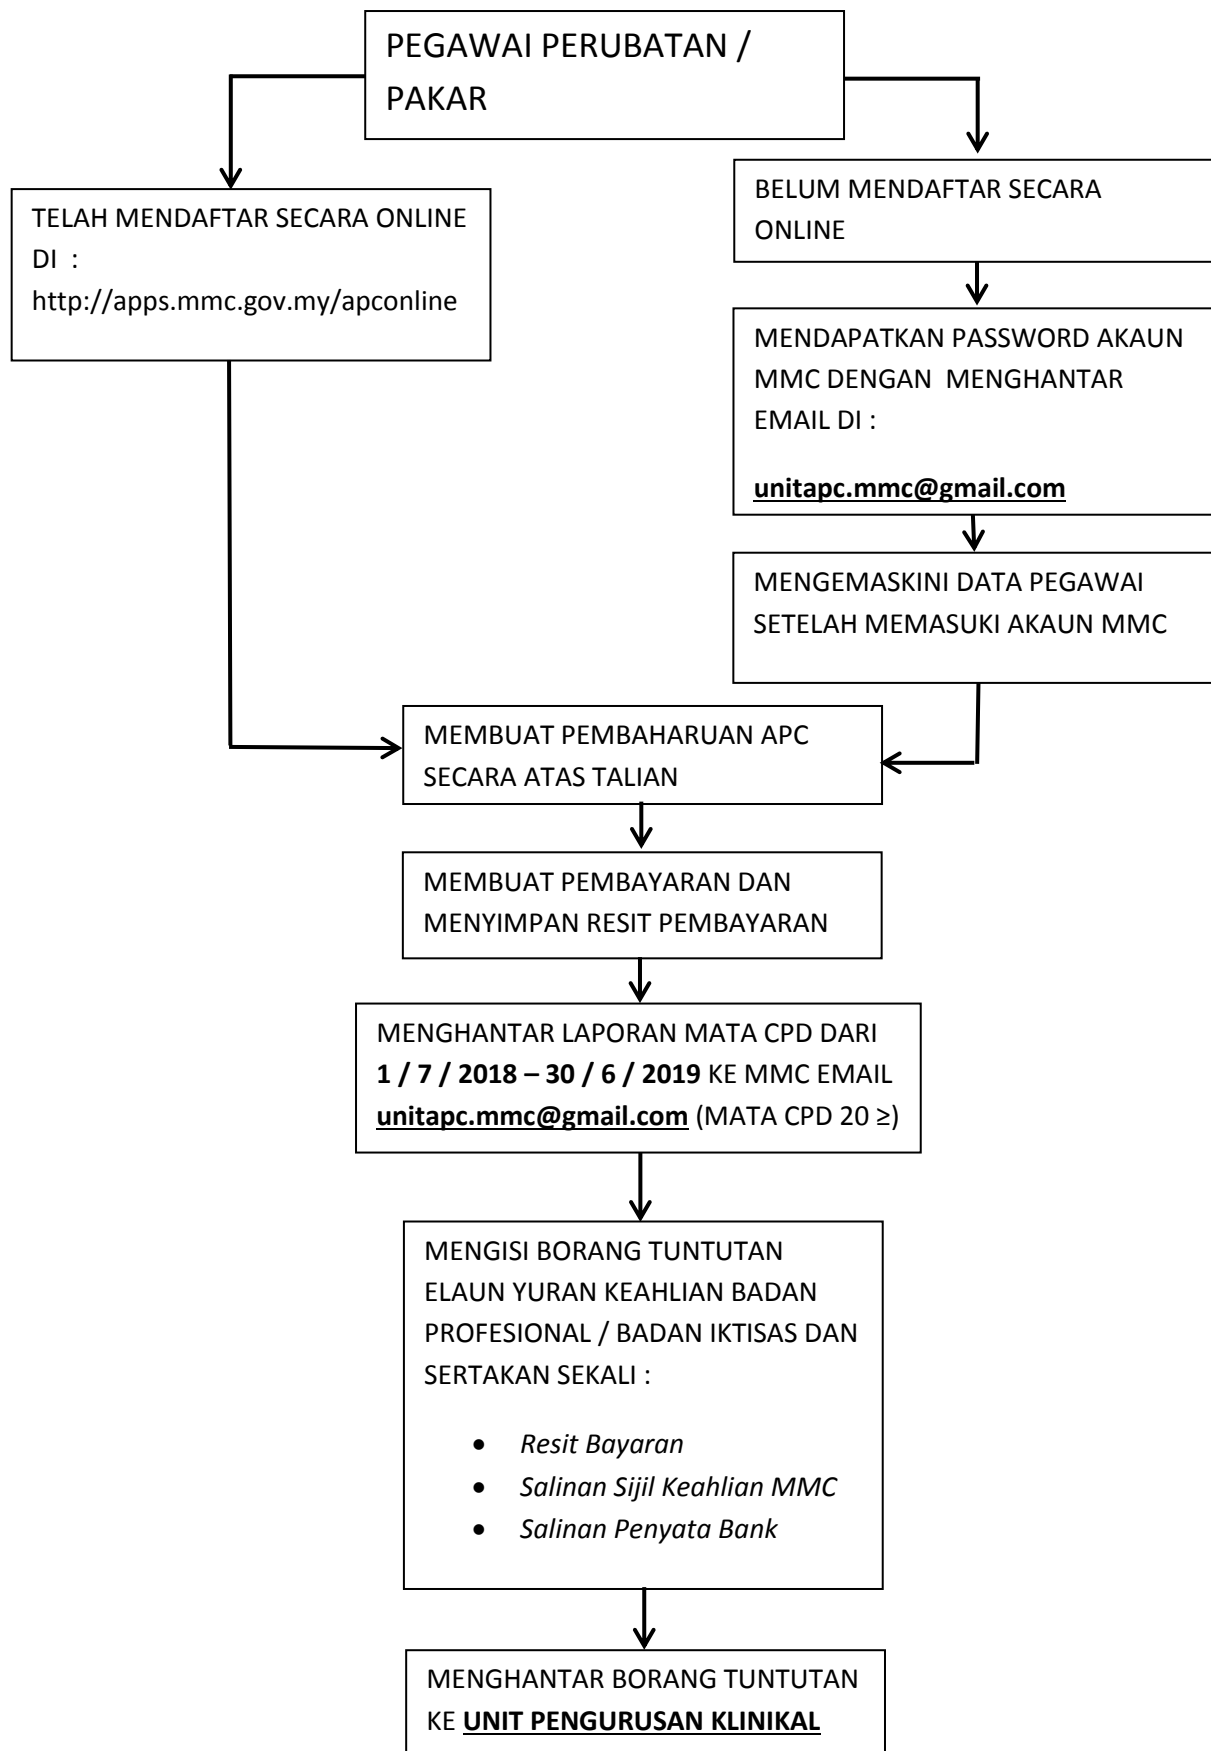 PEGAWAI PERUBATAN /
PAKAR
TELAH MENDAFTAR SECARA ONLINE
DI :
http://apps.mmc.gov.my/apconline
BELUM MENDAFTAR SECARA
ONLINE
MENDAPATKAN PASSWORD AKAUN
MMC DENGAN MENGHANTAR
EMAIL DI :
unitapc.mmc@gmail.com
MENGEMASKINI DATA PEGAWAI
SETELAH MEMASUKI AKAUN MMC
MEMBUAT PEMBAHARUAN APC
SECARA ATAS TALIAN
MEMBUAT PEMBAYARAN DAN
MENYIMPAN RESIT PEMBAYARAN
MENGHANTAR LAPORAN MATA CPD DARI
1 / 7 / 2018 – 30 / 6 / 2019 KE MMC EMAIL
unitapc.mmc@gmail.com (MATA CPD 20 ≥)
MENGISI BORANG TUNTUTAN
ELAUN YURAN KEAHLIAN BADAN
PROFESIONAL / BADAN IKTISAS DAN
SERTAKAN SEKALI :
• Resit Bayaran
• Salinan Sijil Keahlian MMC
• Salinan Penyata Bank
MENGHANTAR BORANG TUNTUTAN
KE UNIT PENGURUSAN KLINIKAL